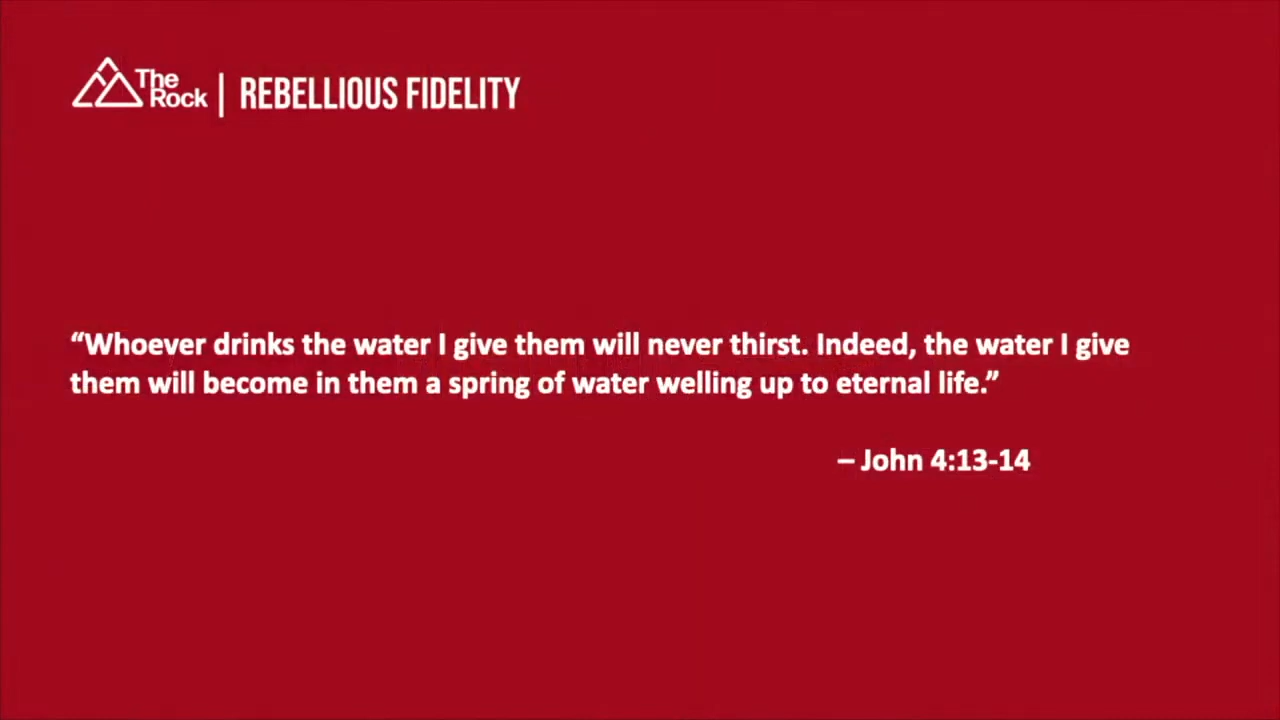 The
Rock | REBELLIOUS FIDELITY
“Whoever drinks the water I give them will never thirst. Indeed, the water I give
them will become in them a spring of water welling up to eternal life.”
– John 4:13-14